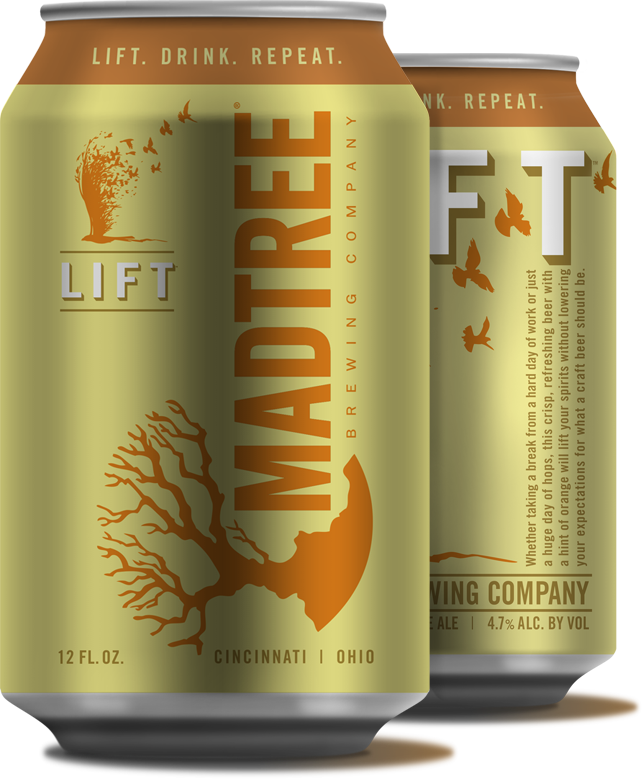 LIFT. DRINK. REPEAT.
LIFT
MADTREE®
BREWING COMPANY
12 FL. OZ.
CINCINNATI | OHIO
NK. REPEAT.
FT™
Whether taking a break from a hard day of work or just
a huge day of hops, this crisp, refreshing beer with
a hint of orange will lift your spirits without lowering
your expectations for what a craft beer should be.
WING COMPANY
E ALE | 4.7% ALC. BY VOL